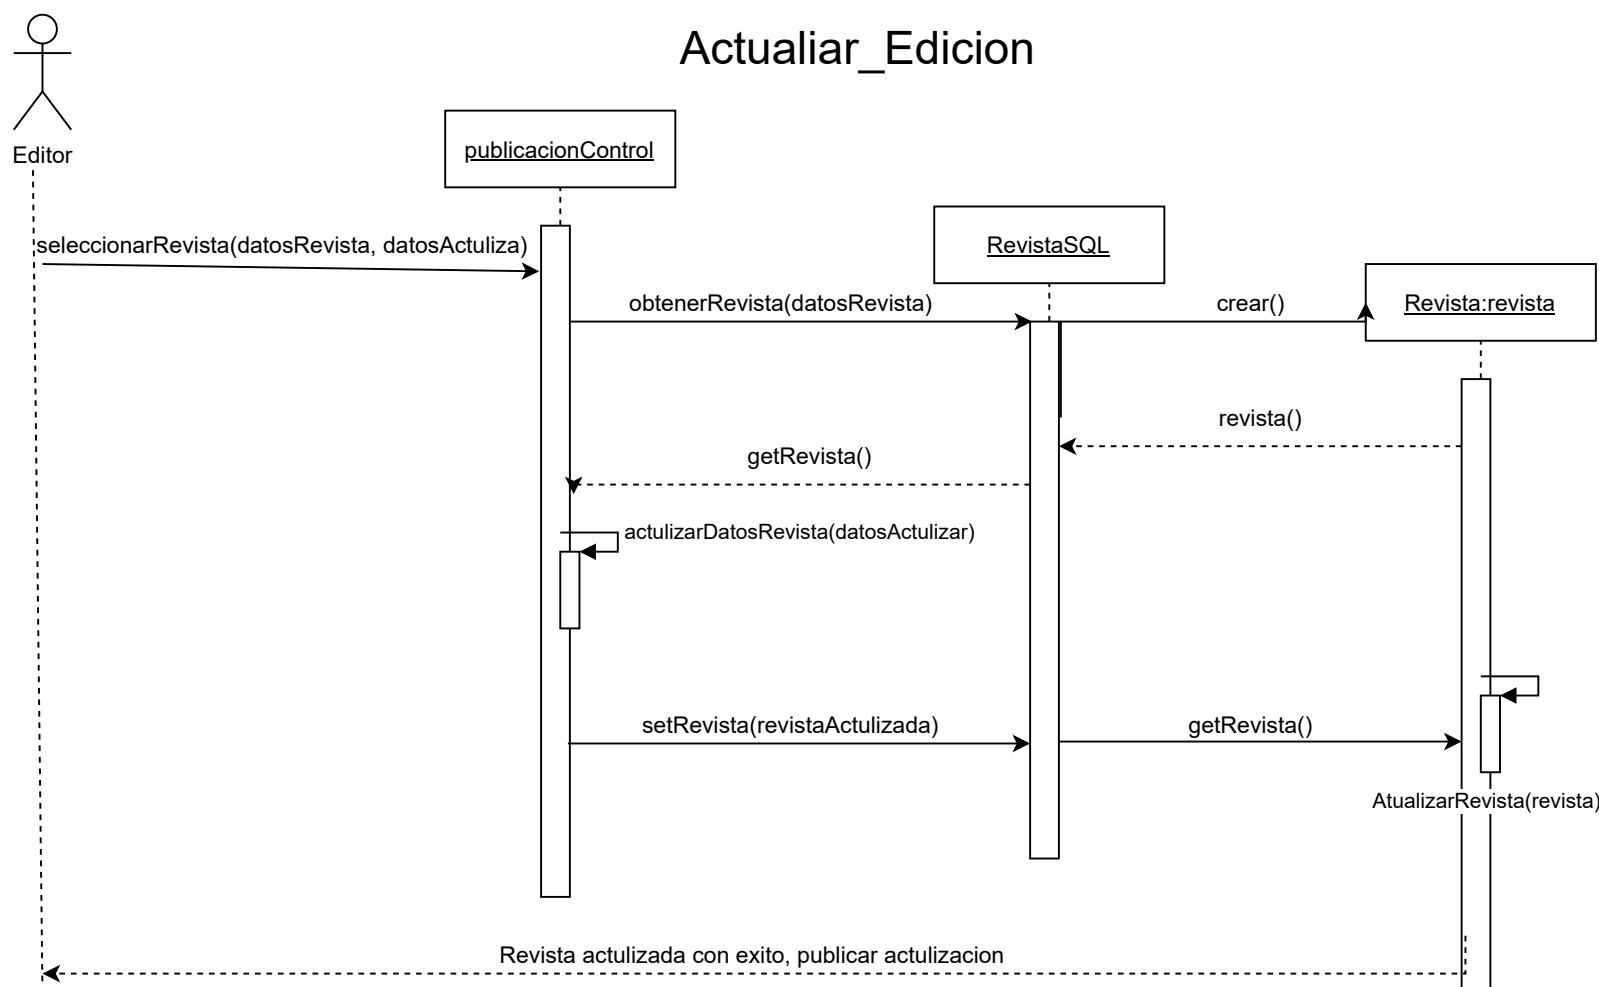 Actualiar_Edicion
Editor
publicacionControl
RevistaSQL
Revista:revista
seleccionarRevista(datosRevista, datosActuliza)
obtenerRevista(datosRevista)
crear()
revista()
getRevista()
actulizarDatosRevista(datosActulizar)
setRevista(revistaActulizada)
getRevista()
AtualizarRevista(revista)
Revista actulizada con exito, publicar actulizacion